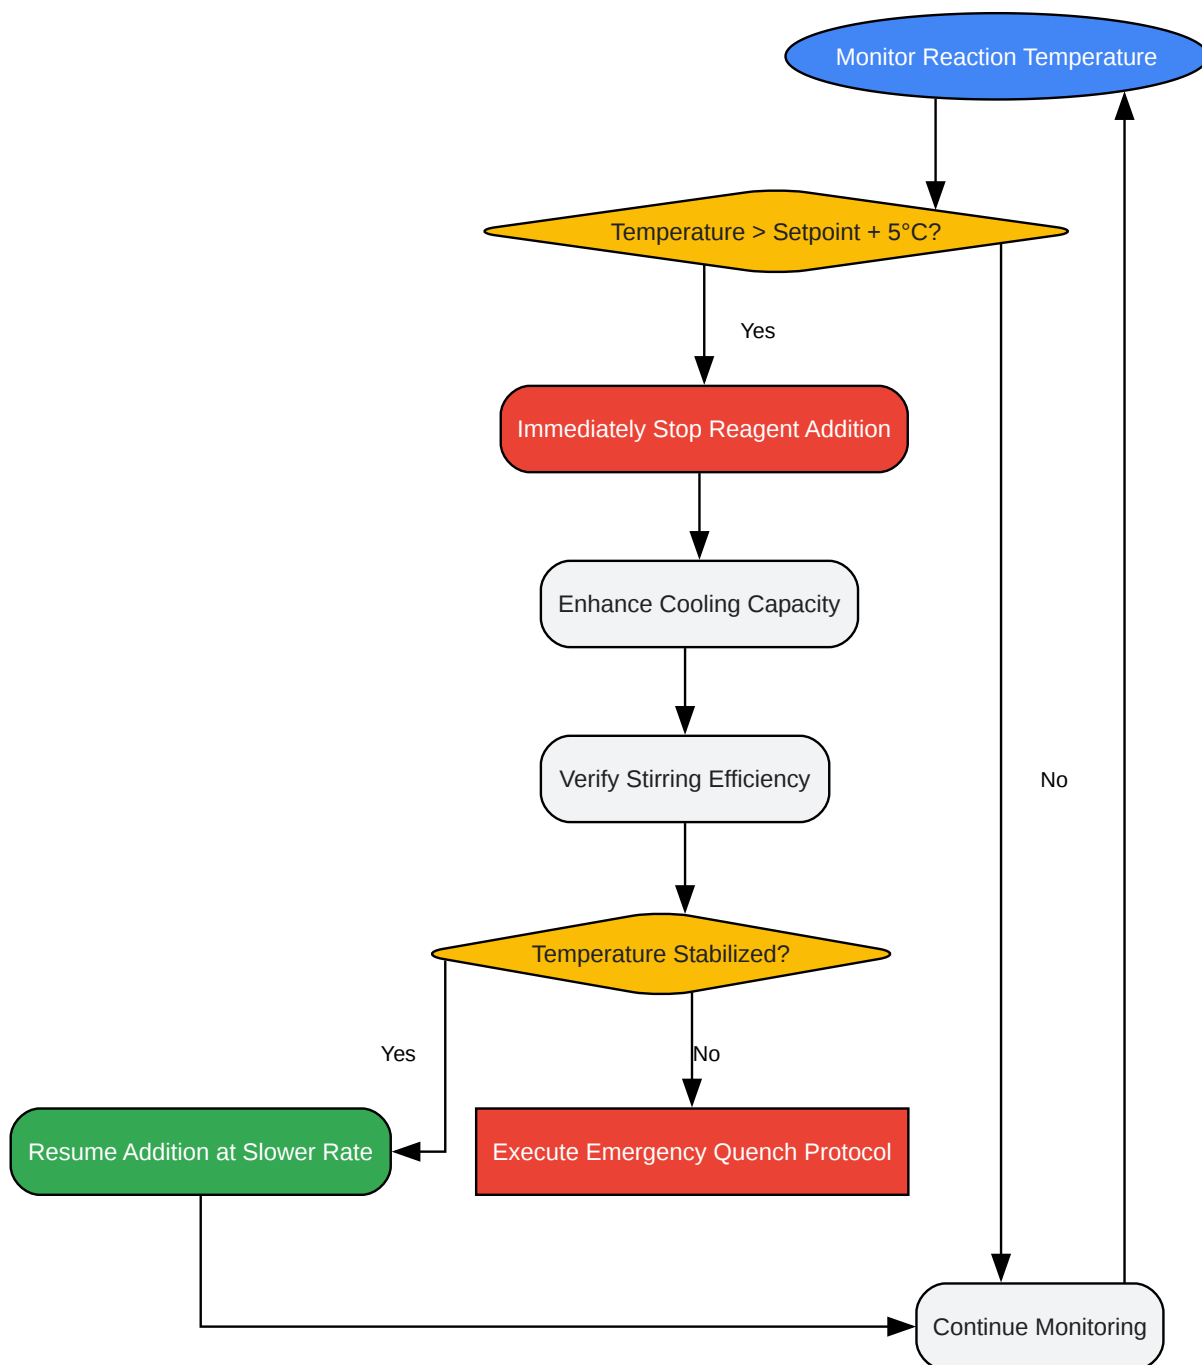 Monitor Reaction Temperature
Temperature > Setpoint + 5°C?
Yes
Immediately Stop Reagent Addition
Enhance Cooling Capacity
Verify Stirring Efficiency
No
Temperature Stabilized?
Yes
No
Resume Addition at Slower Rate
Execute Emergency Quench Protocol
Continue Monitoring